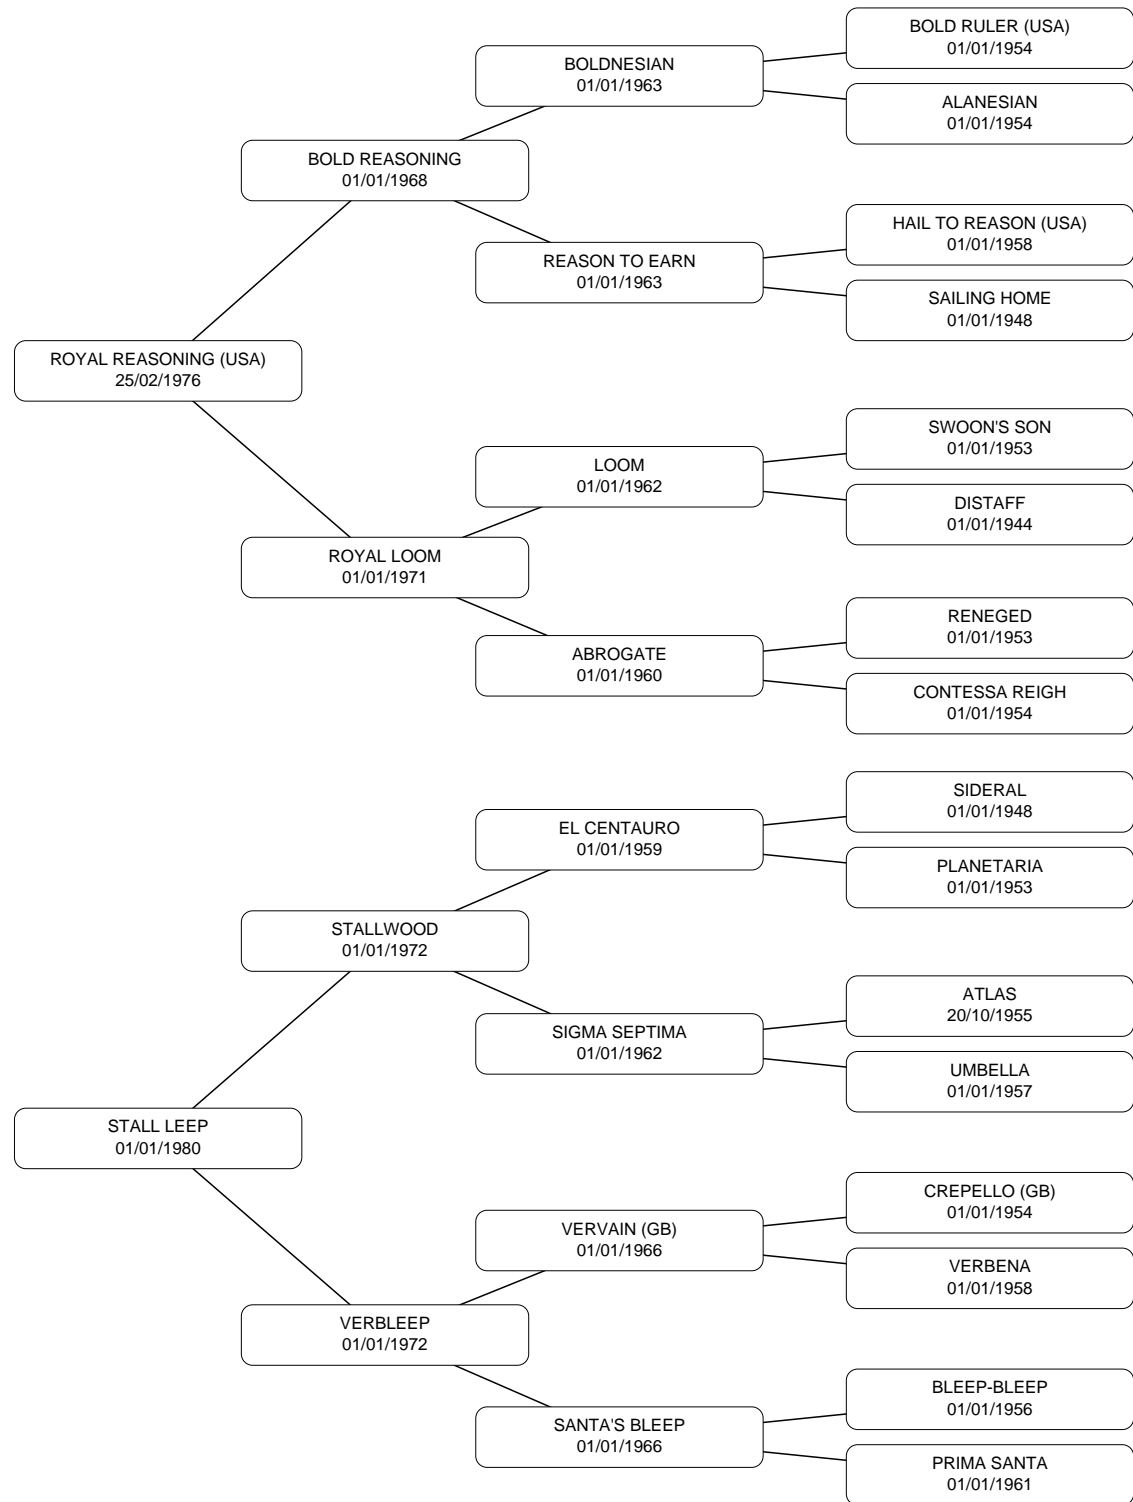 BOLD RULER (USA)
01/01/1954
BOLDNESIAN
01/01/1963
ALANESIAN
01/01/1954
BOLD REASONING
01/01/1968
HAIL TO REASON (USA)
01/01/1958
REASON TO EARN
01/01/1963
SAILING HOME
01/01/1948
ROYAL REASONING (USA)
25/02/1976
SWOON'S SON
01/01/1953
LOOM
01/01/1962
DISTAFF
01/01/1944
ROYAL LOOM
01/01/1971
RENEGED
01/01/1953
ABROGATE
01/01/1960
CONTESSA REIGH
01/01/1954
SIDERAL
01/01/1948
EL CENTAURO
01/01/1959
PLANETARIA
01/01/1953
STALLWOOD
01/01/1972
ATLAS
20/10/1955
SIGMA SEPTIMA
01/01/1962
UMBELLA
01/01/1957
STALL LEEP
01/01/1980
CREPELLO (GB)
01/01/1954
VERVAIN (GB)
01/01/1966
VERBENA
01/01/1958
VERBLEEP
01/01/1972
BLEEP-BLEEP
01/01/1956
SANTA'S BLEEP
01/01/1966
PRIMA SANTA
01/01/1961